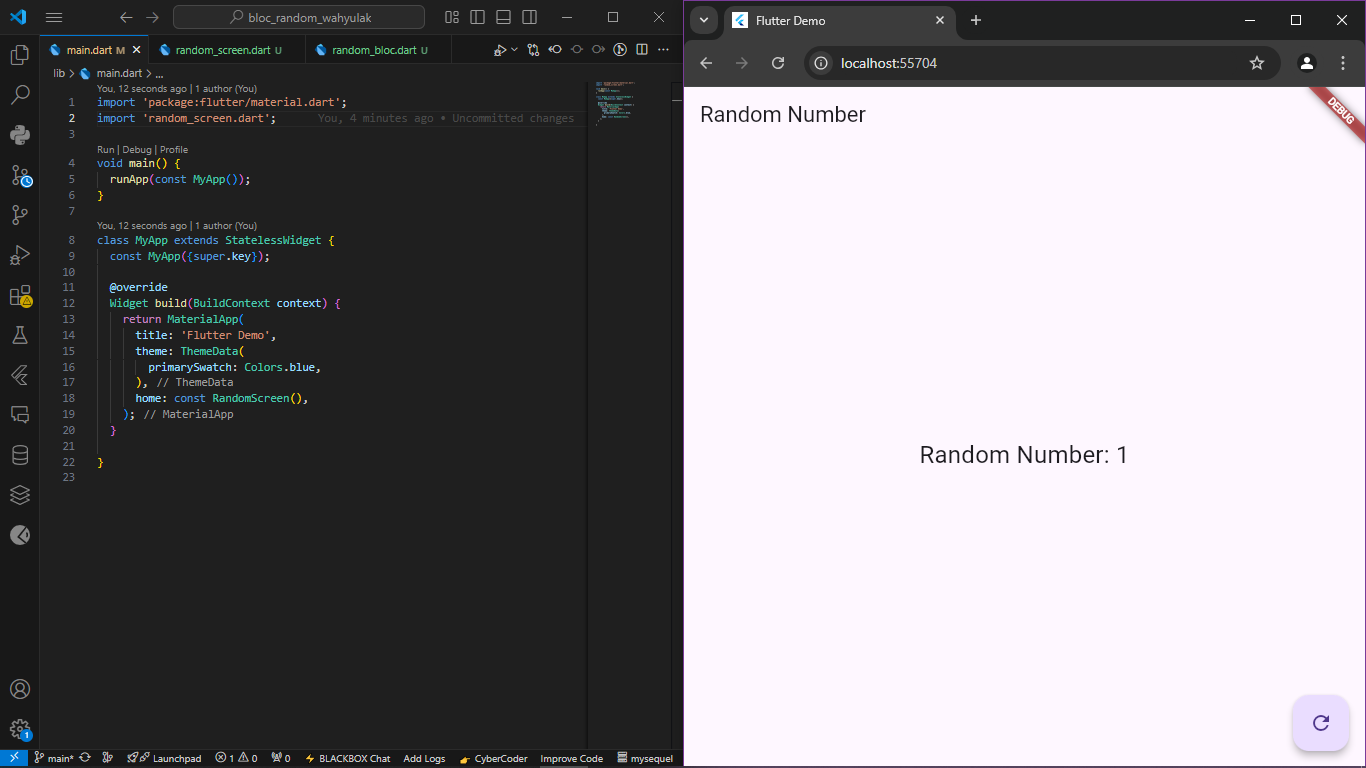 bloc_random_wahyulak
main.dart M
random_screen.dart U
random_bloc.dart U
lib > main.dart > ...
You, 12 seconds ago | 1 author (You)
1 import 'package:flutter/material.dart';
2 import 'random_screen.dart'; You, 4 minutes ago • Uncommitted changes
3
Run | Debug | Profile
4 void main() {
5 runApp(const MyApp());
6 }
7
You, 12 seconds ago | 1 author (You)
8 class MyApp extends StatelessWidget {
9 const MyApp({super.key});
10
11 @override
12 Widget build(BuildContext context) {
13 return MaterialApp(
14 title: 'Flutter Demo',
15 theme: ThemeData(
16 primarySwatch: Colors.blue,
17 ), // ThemeData
18 home: const RandomScreen(),
19 ); // MaterialApp
20 }
21
22 }
23
1
main* Launchpad 1 0 0 BLACKBOX Chat Add Logs CyberCoder Improve Code mysequel
Flutter Demo
localhost:55704
Random Number
DEBUG
Random Number: 1